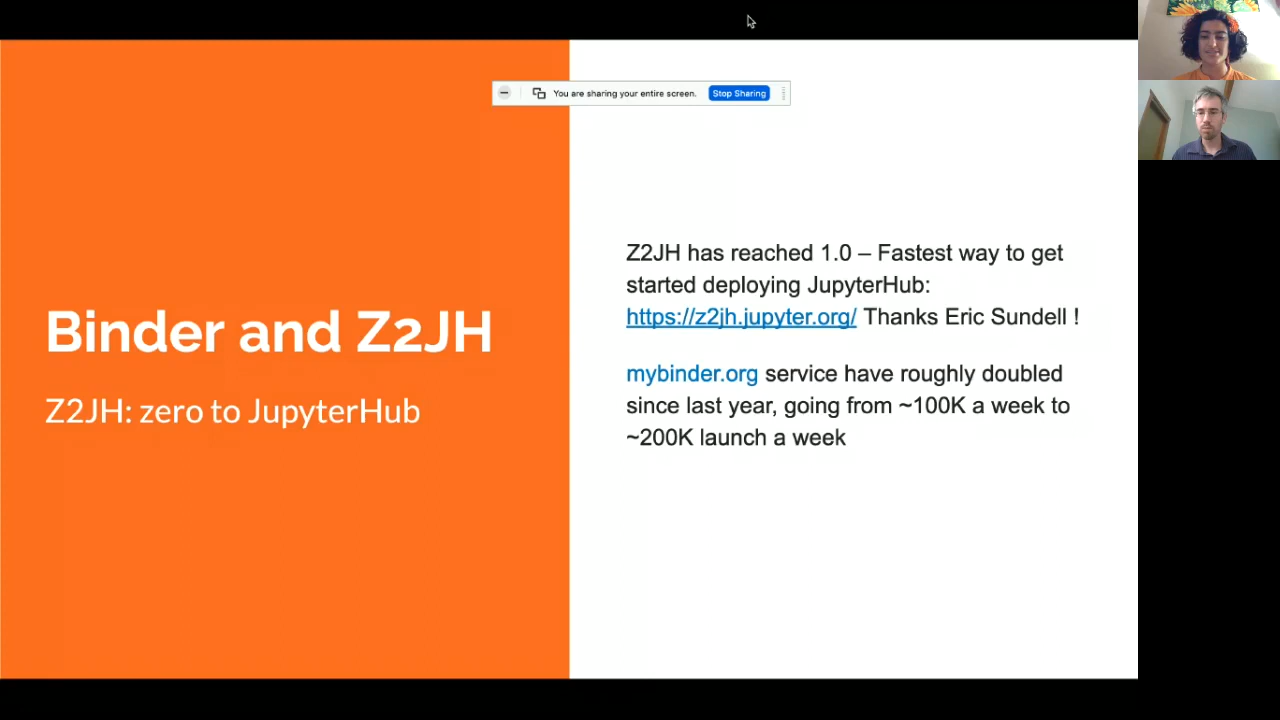 You are sharing your entire screen. Stop Sharing
Binder and Z2JH
Z2JH: zero to JupyterHub
Z2JH has reached 1.0 – Fastest way to get
started deploying JupyterHub:
https://z2jh.jupyter.org/ Thanks Eric Sundell !
mybinder.org service have roughly doubled
since last year, going from ~100K a week to
~200K launch a week